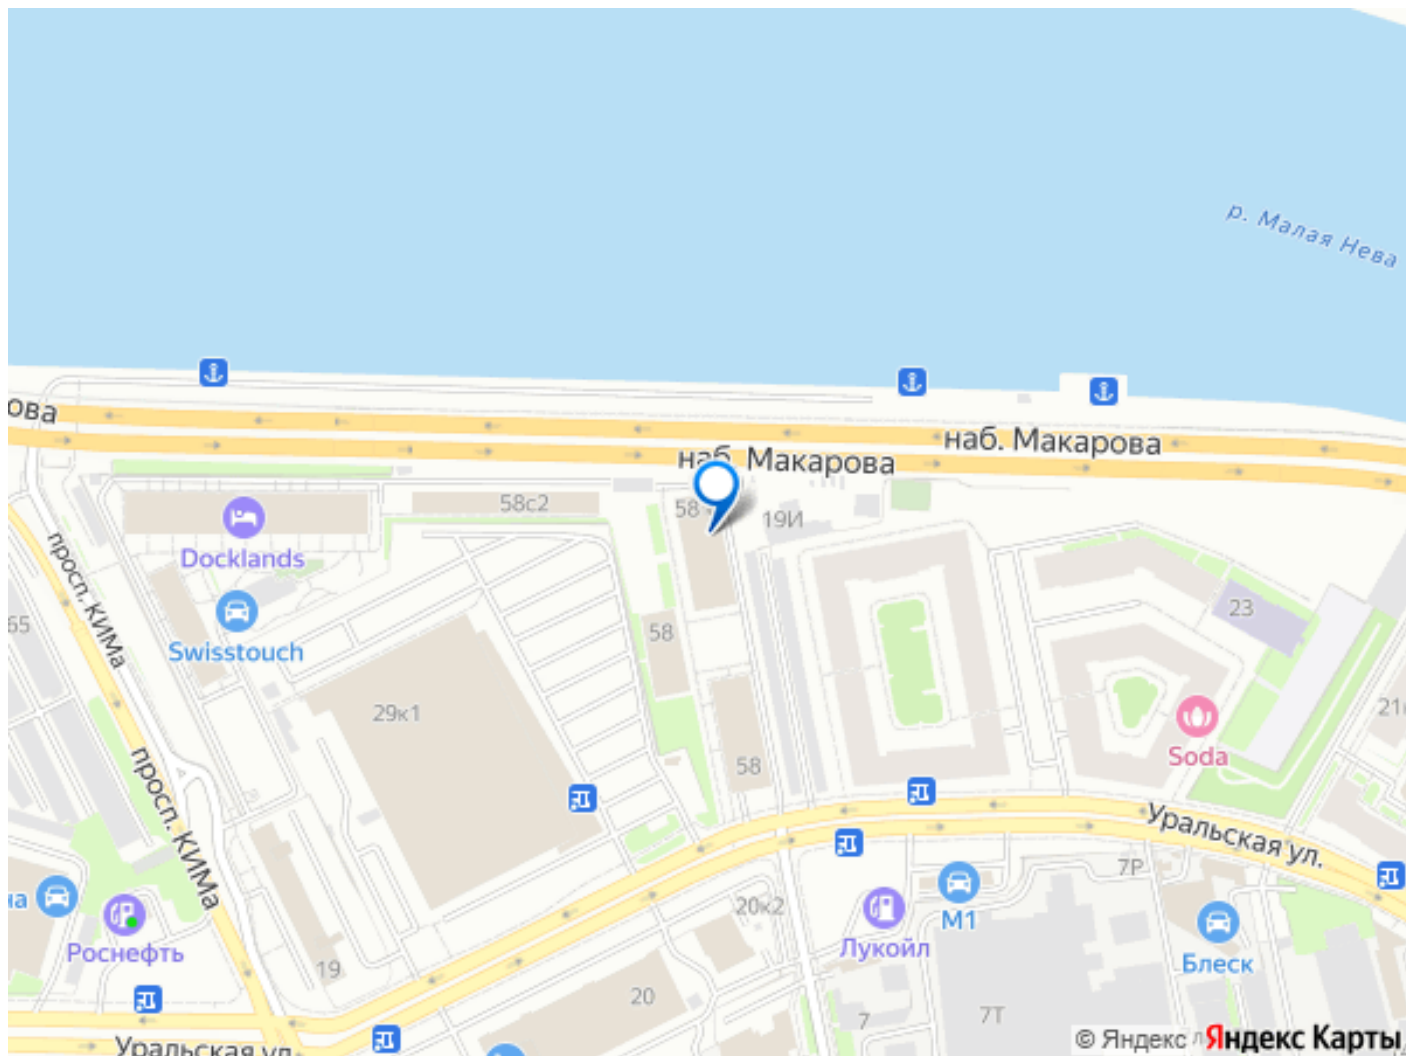 р. Малая Нева
ова
наб. Макарова
наб. Макарова
58с2
58
19И
Docklands
просп. КИМа
23
65
Swisstouch
58
29к1
21
Soda
58
просп. КИМа
Уральская ул.
7Р
на
М1
20к2
Роснефть
Лукойл
Блеск
19
20
7
7Т
Уральская ул.
© Яндекс
Яндекс Карты